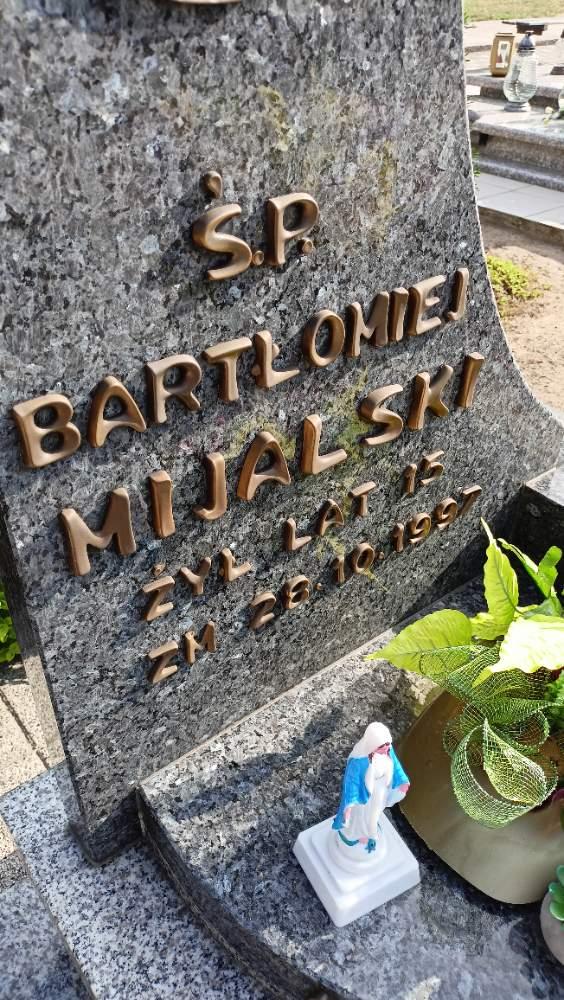 Ś.P.
BARTŁOMIEJ
MIJALSKI
ŻYŁ LAT 15
ZM 28.10.1997